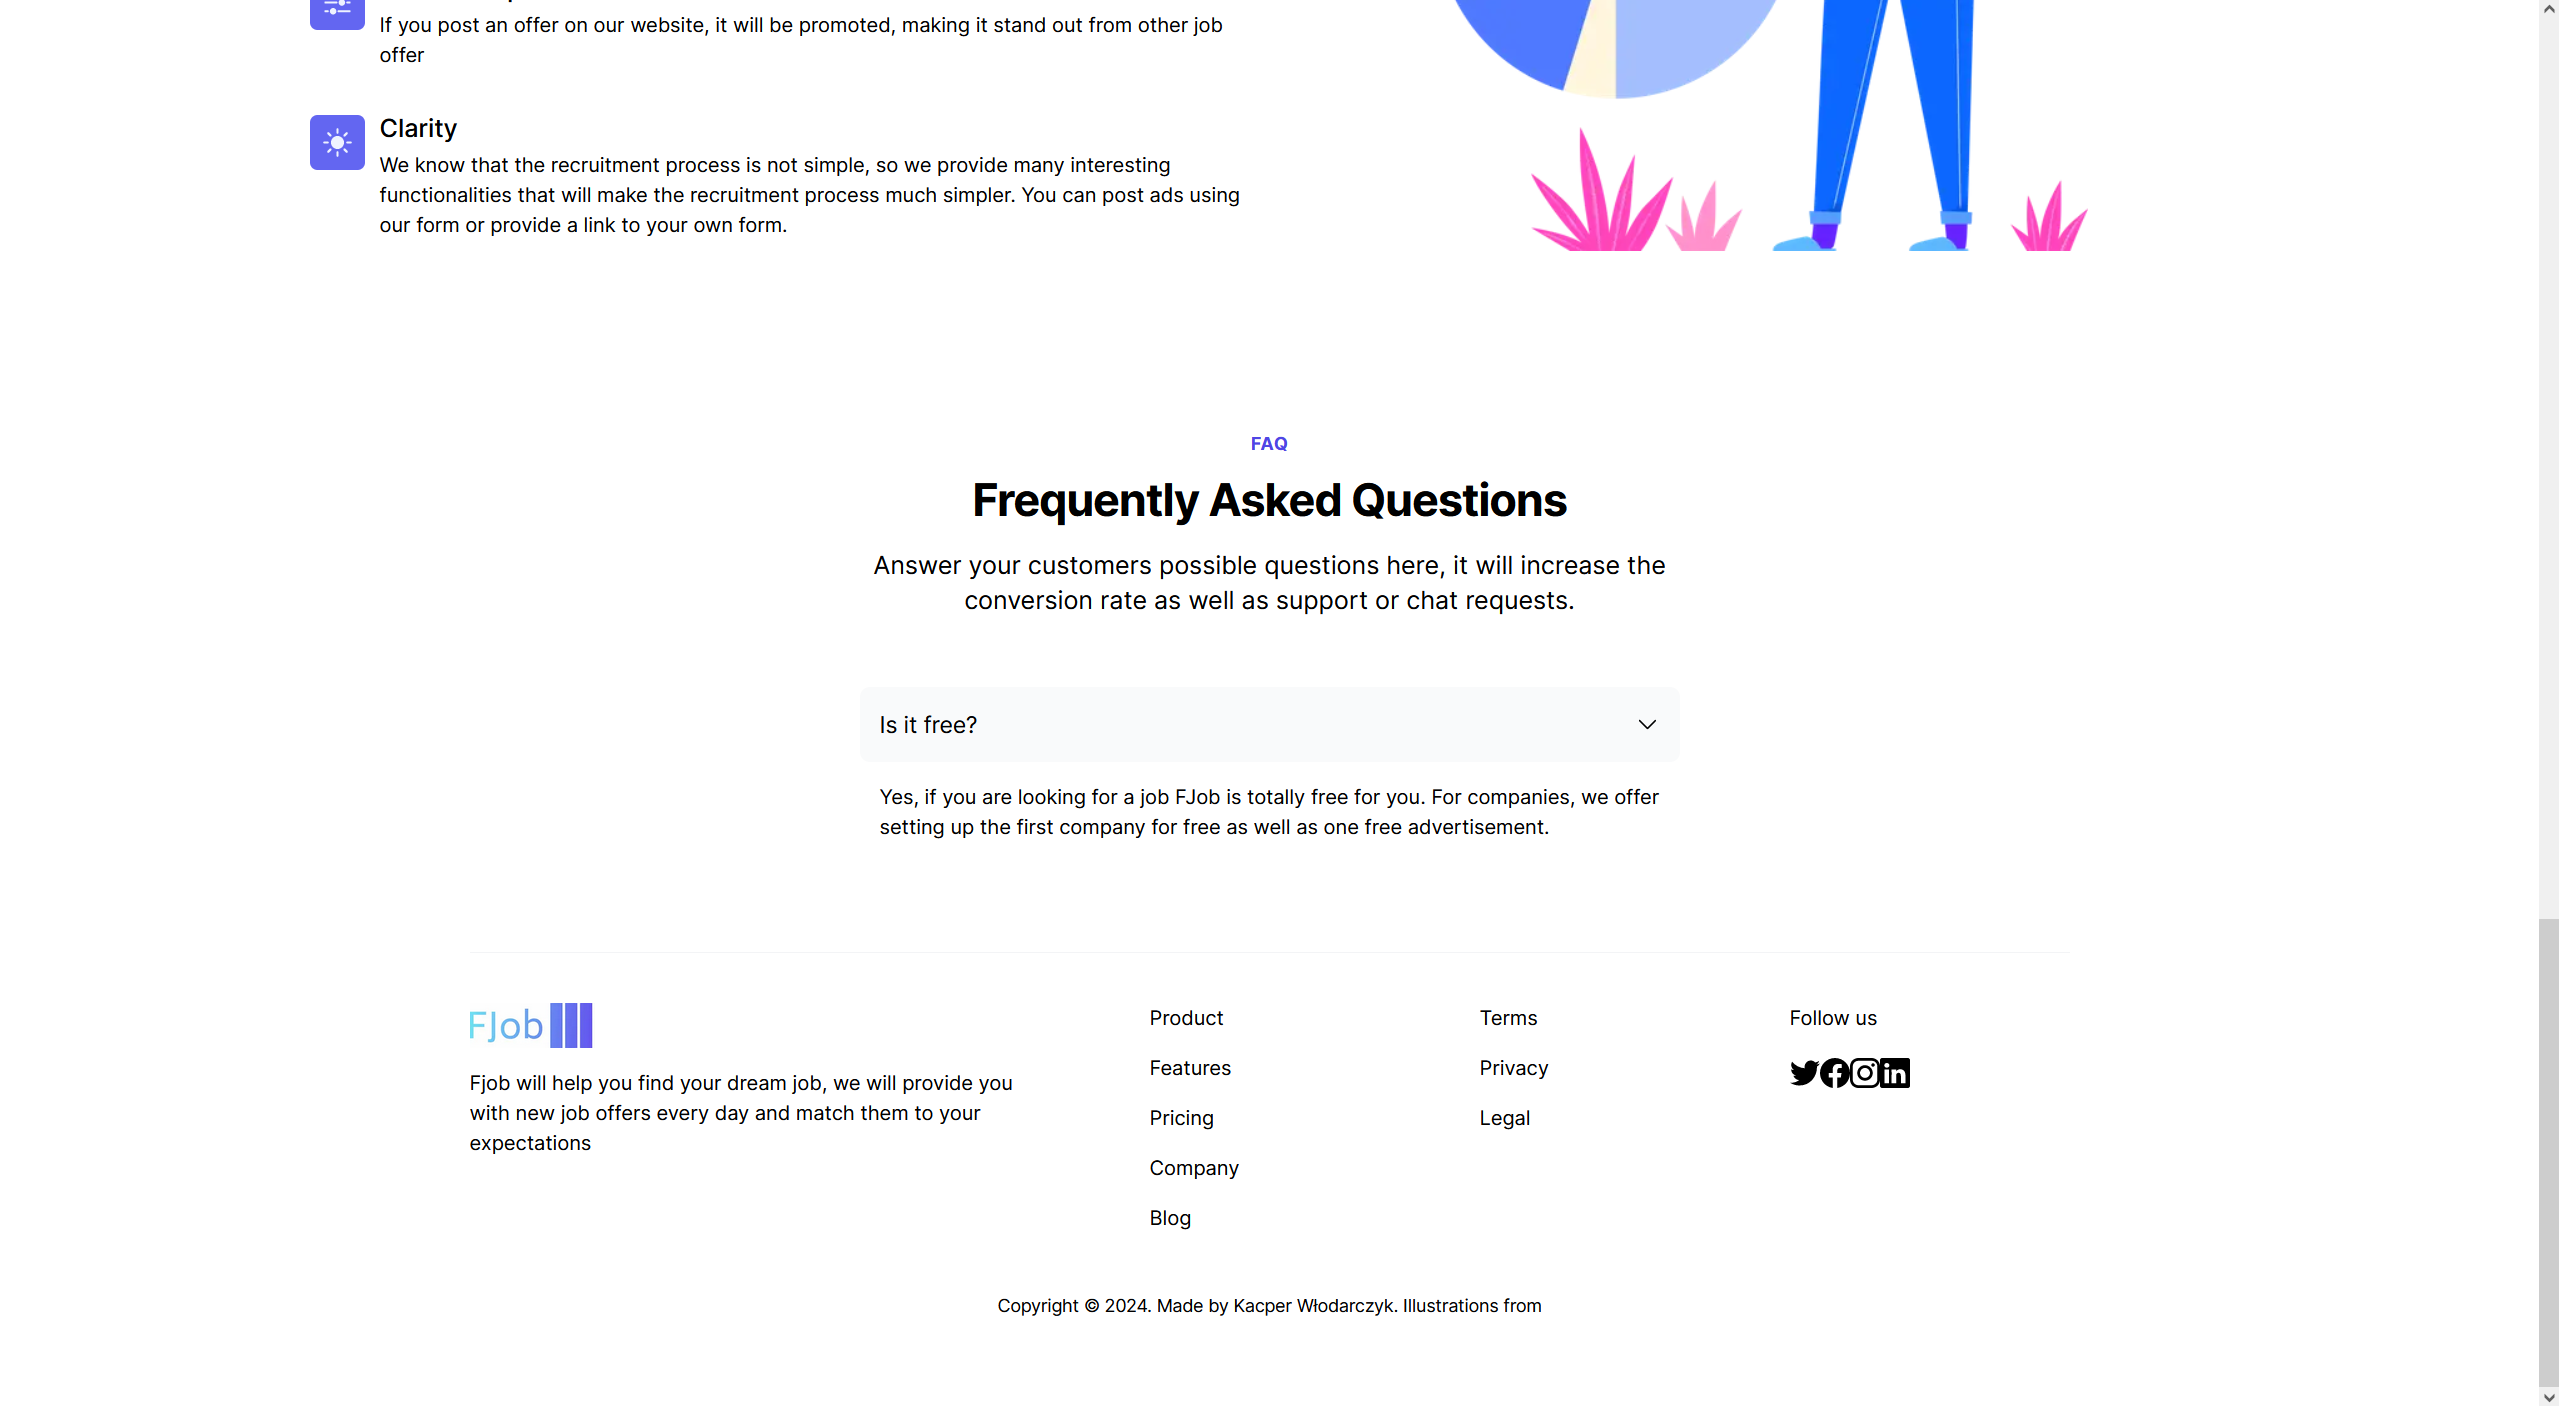 If you post an offer on our website, it will be promoted, making it stand out from other job
offer
Clarity
We know that the recruitment process is not simple, so we provide many interesting
functionalities that will make the recruitment process much simpler. You can post ads using
our form or provide a link to your own form.
FAQ
Frequently Asked Questions
Answer your customers possible questions here, it will increase the
conversion rate as well as support or chat requests.
Is it free?
Yes, if you are looking for a job FJob is totally free for you. For companies, we offer
setting up the first company for free as well as one free advertisement.
FJob
Fjob will help you find your dream job, we will provide you
with new job offers every day and match them to your
expectations
Product
Features
Pricing
Company
Blog
Terms
Privacy
Legal
Follow us
Copyright © 2024. Made by Kacper Włodarczyk. Illustrations from